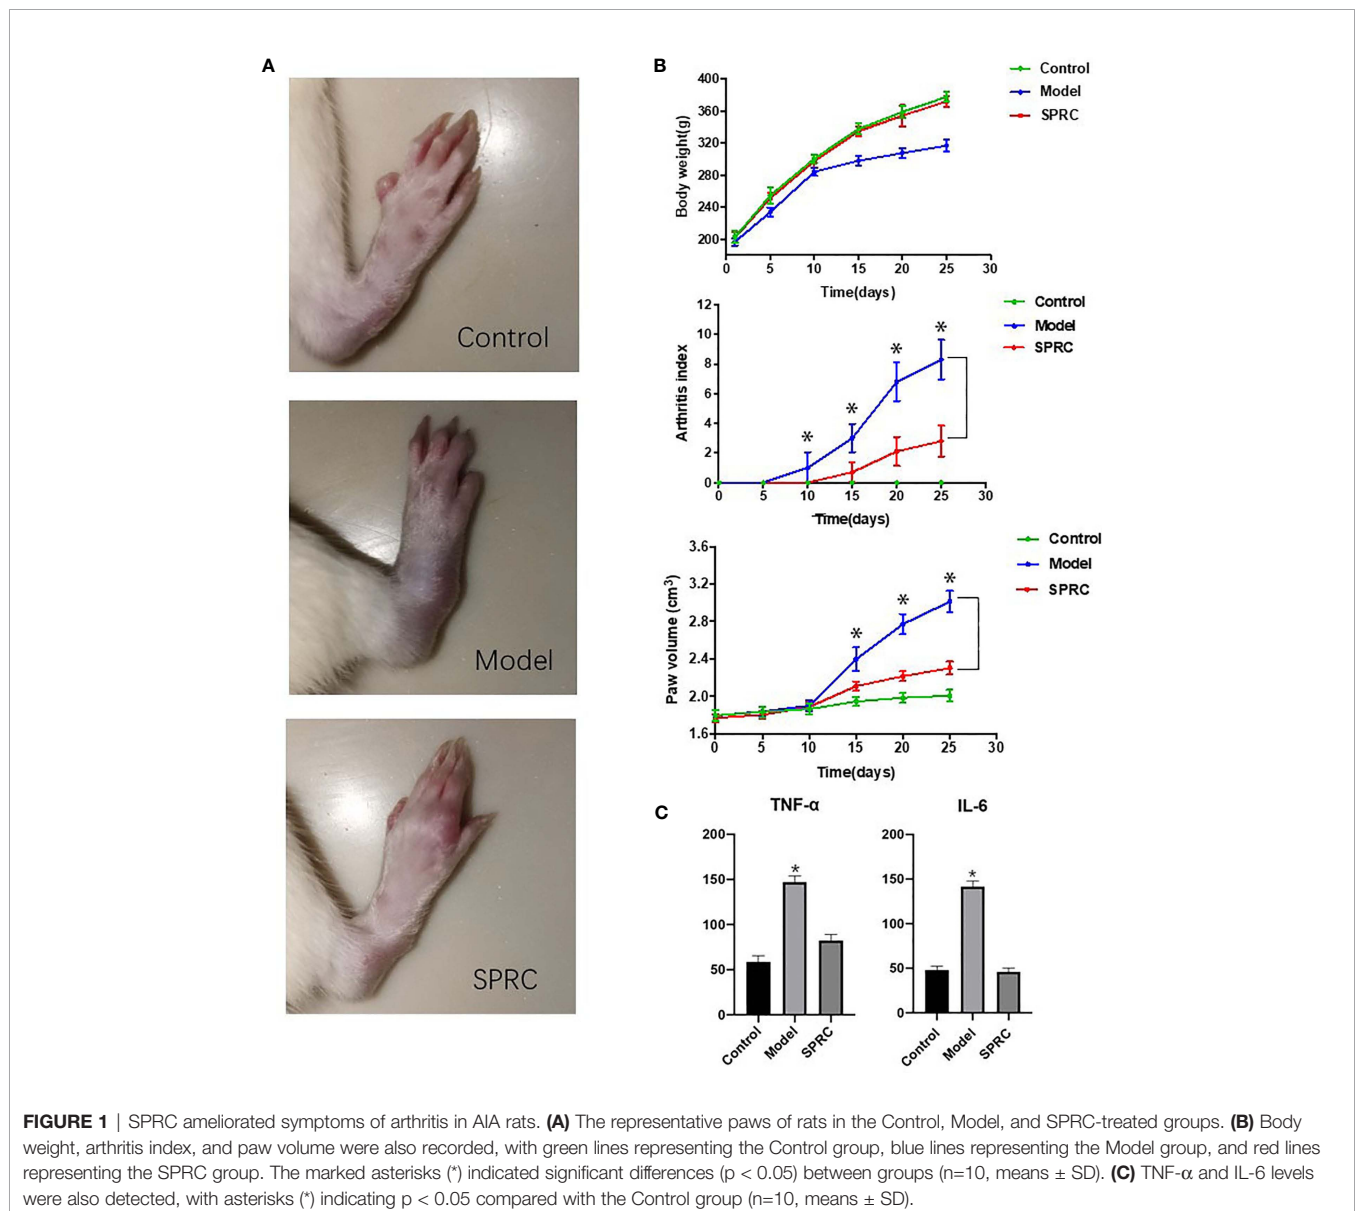 A
Control
Model
SPRC
B
Control
Model
SPRC
400
360
320
280
240
200
Body weight(g)
0 5 10 15 20 25 30
Time(days)
Control
Model
SPRC
12
10
8
6
4
2
0
Arthritis index
* * * *
0 5 10 15 20 25 30
Time(days)
Control
Model
SPRC
3.6
3.2
2.8
2.4
2.0
1.6
Paw volume (cm³)
* * *
0 5 10 15 20 25 30
Time(days)
C
TNF-α
200
150
100
50
0
*
Control Model SPRC
IL-6
200
150
100
50
0
*
Control Model SPRC
FIGURE 1 | SPRC ameliorated symptoms of arthritis in AIA rats. (A) The representative paws of rats in the Control, Model, and SPRC-treated groups. (B) Body
weight, arthritis index, and paw volume were also recorded, with green lines representing the Control group, blue lines representing the Model group, and red lines
representing the SPRC group. The marked asterisks (*) indicated significant differences (p < 0.05) between groups (n=10, means ± SD). (C) TNF-α and IL-6 levels
were also detected, with asterisks (*) indicating p < 0.05 compared with the Control group (n=10, means ± SD).